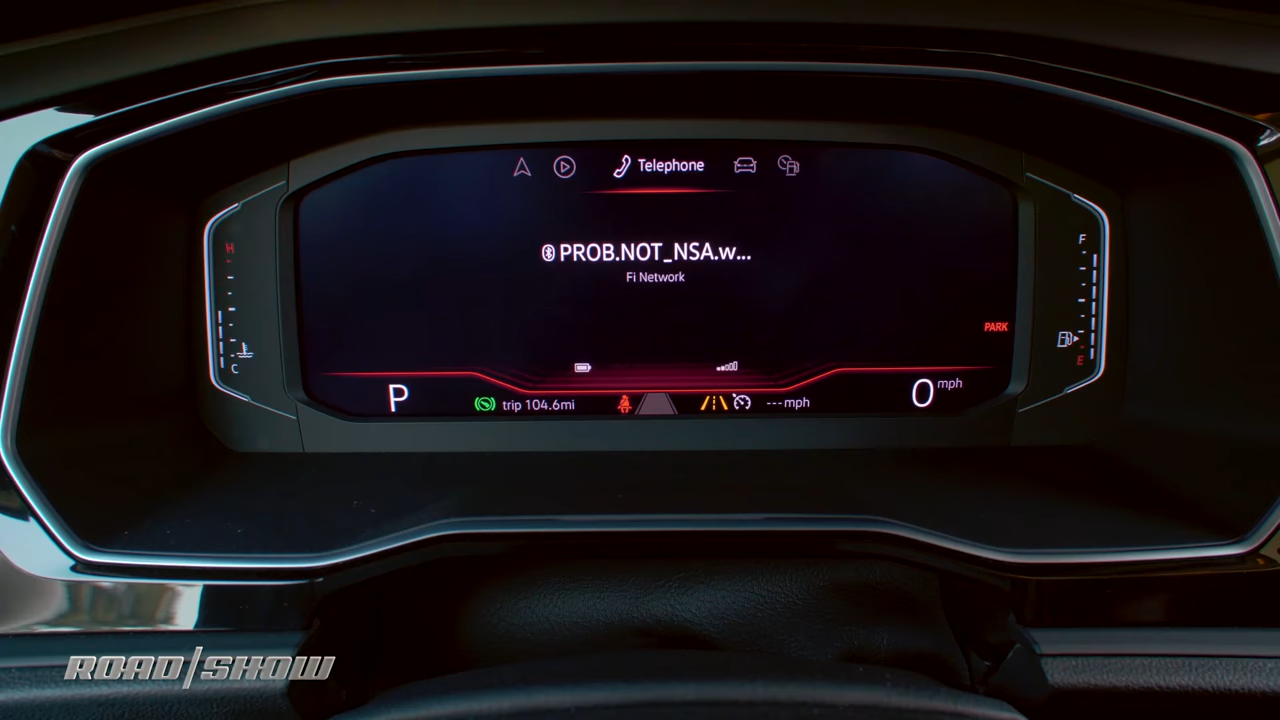 Telephone
PROB.NOT_NSA.w...
Fi Network
H
C
F
E
PARK
P
0 mph
trip 104.6mi
---mph
ROAD/SHOW